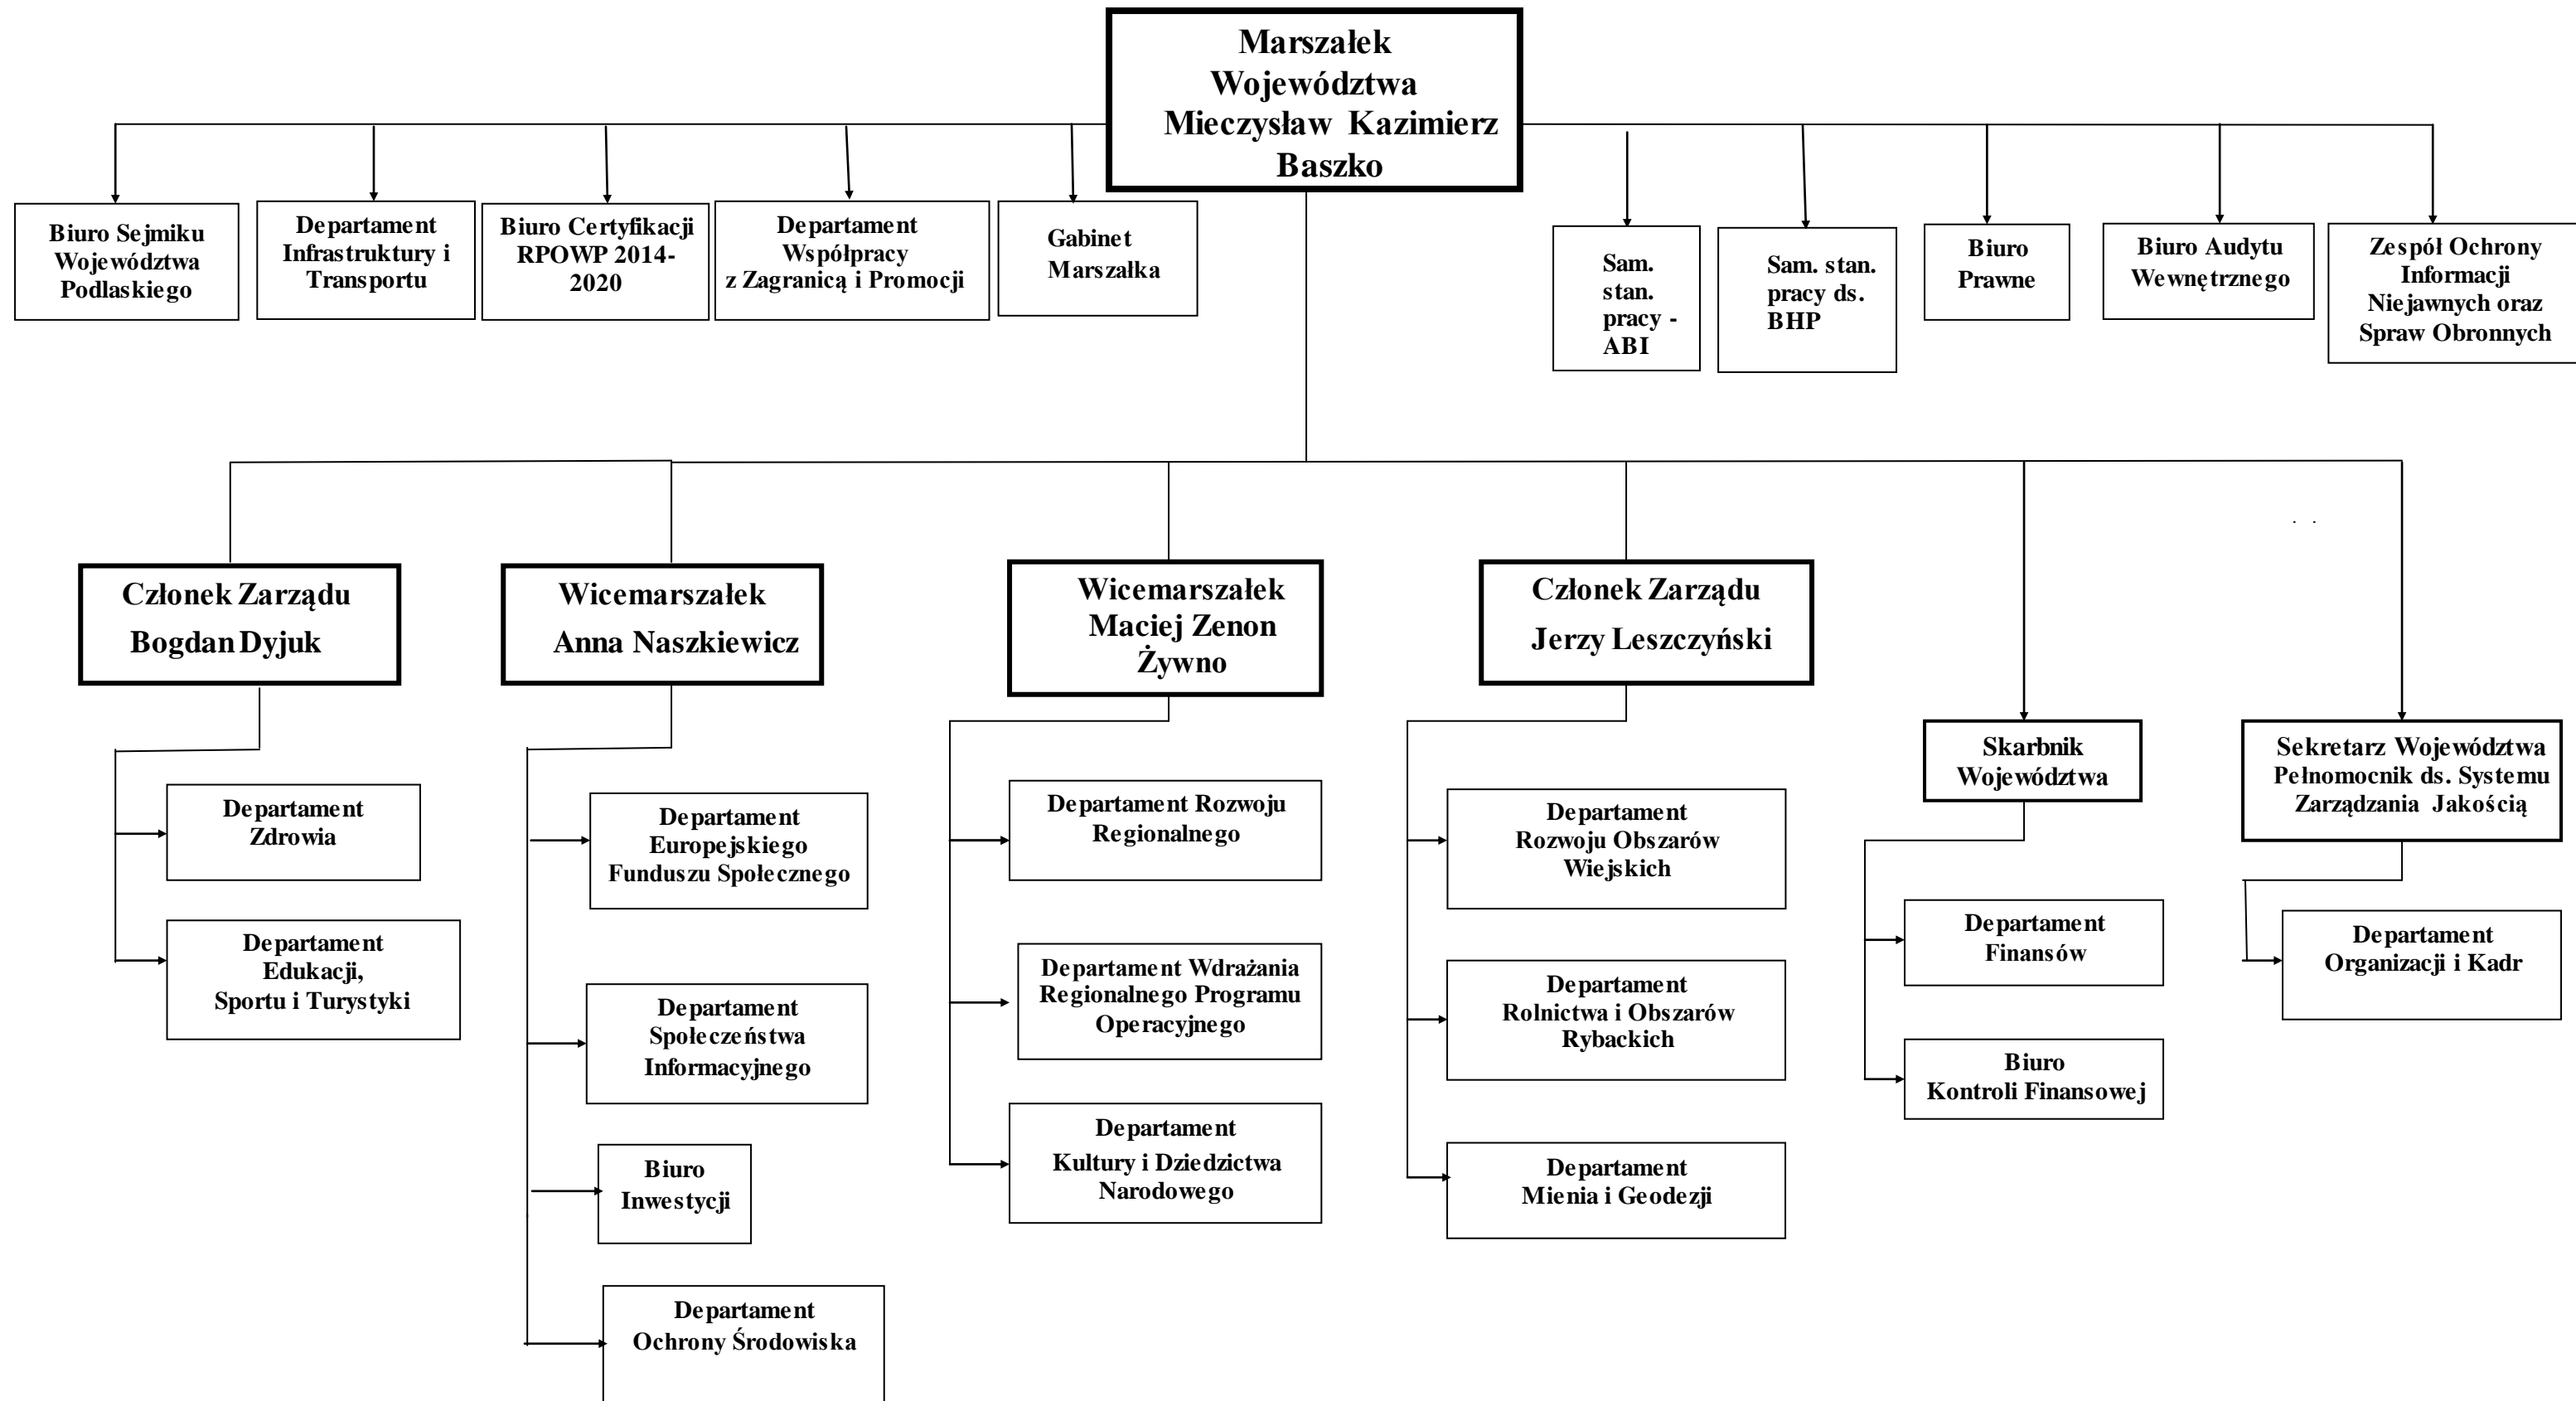 Marszałek
Województwa
Mieczysław Kazimierz
Baszko
Biuro Sejmiku
Województwa
Podlaskiego
Departament
Infrastruktury i
Transportu
Biuro Certyfikacji
RPOWP 2014-
2020
Departament
Współpracy
z Zagranicą i Promocji
Gabinet
Marszałka
Sam.
stan.
pracy -
ABI
Sam. stan.
pracy ds.
BHP
Biuro
Prawne
Biuro Audytu
Wewnętrznego
Zespół Ochrony
Informacji
Niejawnych oraz
Spraw Obronnych
Członek Zarządu
Bogdan Dyjuk
Departament
Zdrowia
Departament
Edukacji,
Sportu i Turystyki
Wicemarszałek
Anna Naszkiewicz
Departament
Europejskiego
Funduszu Społecznego
Departament
Społeczeństwa
Informacyjnego
Biuro
Inwestycji
Departament
Ochrony Środowiska
Wicemarszałek
Maciej Zenon
Żywno
Departament Rozwoju
Regionalnego
Departament Wdrażania
Regionalnego Programu
Operacyjnego
Departament
Kultury i Dziedzictwa
Narodowego
Członek Zarządu
Jerzy Leszczyński
Departament
Rozwoju Obszarów
Wiejskich
Departament
Rolnictwa i Obszarów
Rybackich
Departament
Mienia i Geodezji
Skarbnik
Województwa
Departament
Finansów
Biuro
Kontroli Finansowej
Sekretarz Województwa
Pełnomocnik ds. Systemu
Zarządzania Jakością
Departament
Organizacji i Kadr